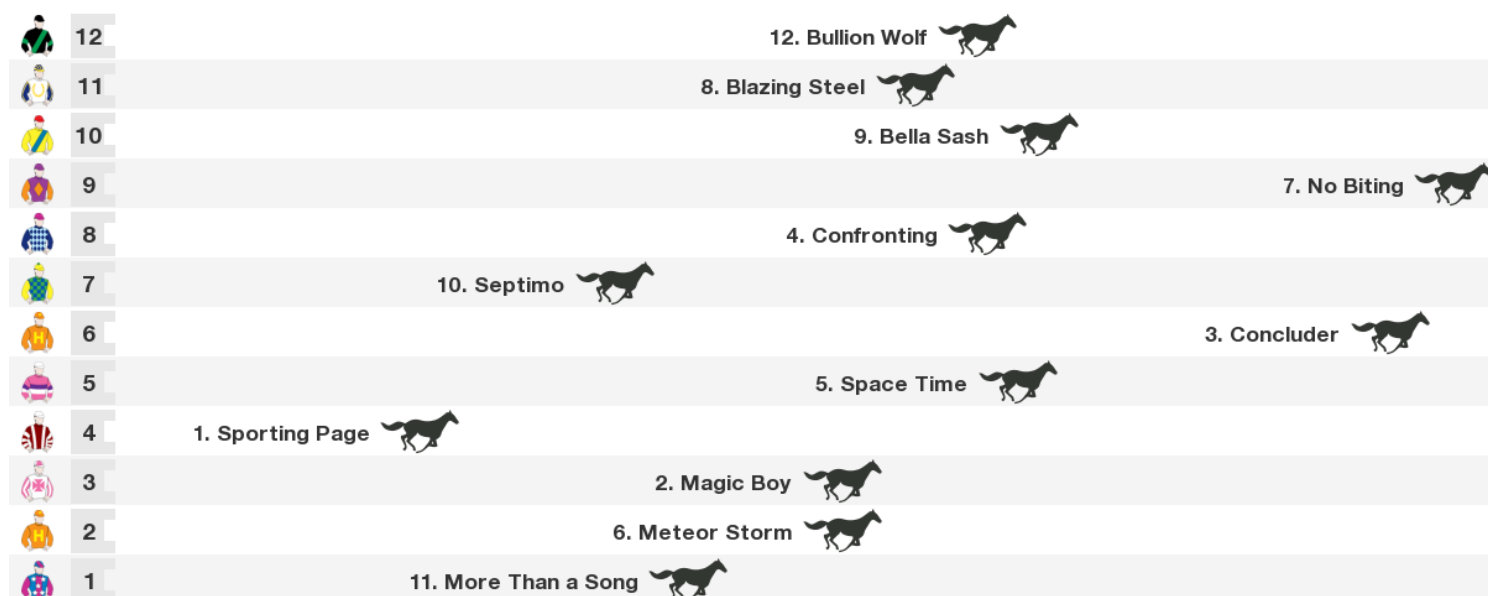 12 12. Bullion Wolf
11 8. Blazing Steel
10 9. Bella Sash
9 7. No Biting
8 4. Confronting
7 10. Septimo
6 3. Concluder
H
5 5. Space Time
4 1. Sporting Page
3 2. Magic Boy
2 6. Meteor Storm
H
1 11. More Than a Song